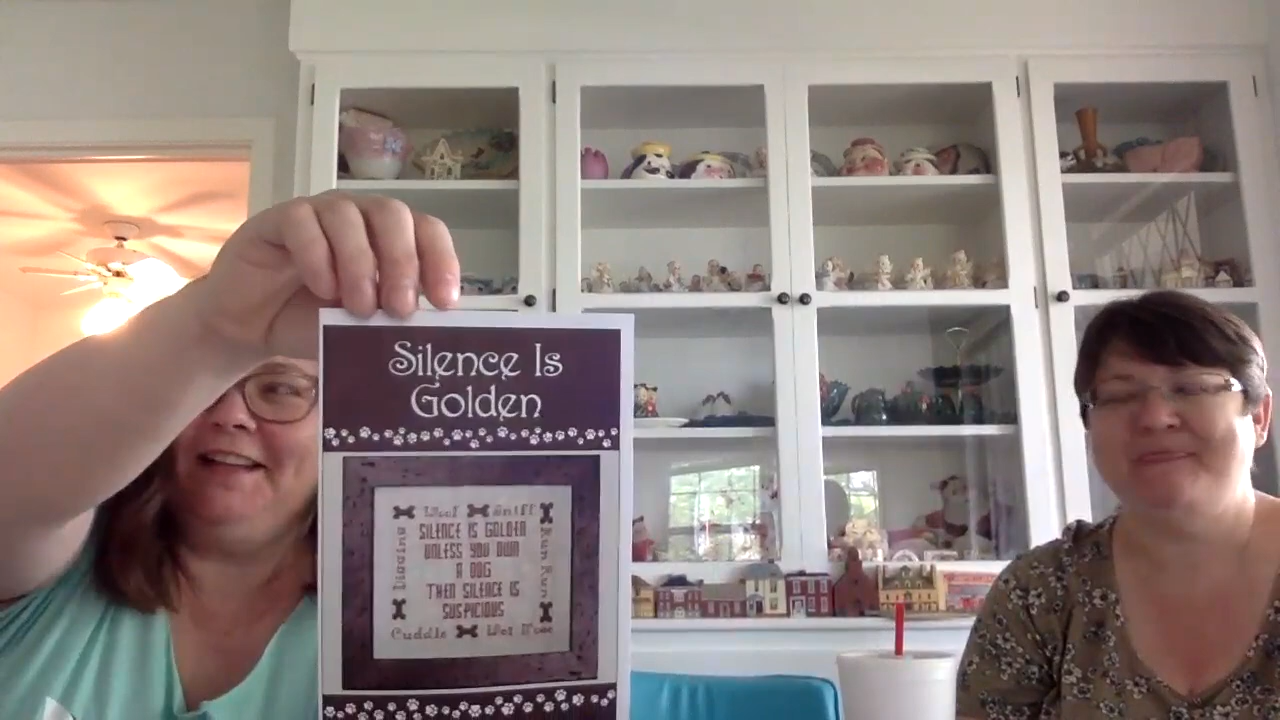 Silence Is
Golden
Woof Sniff
SILENCE IS GOLDEN
UNLESS YOU OWN
A DOG
THEN SILENCE IS
SUSPICIOUS
Digging
Run Run
Cuddle Wet Nose